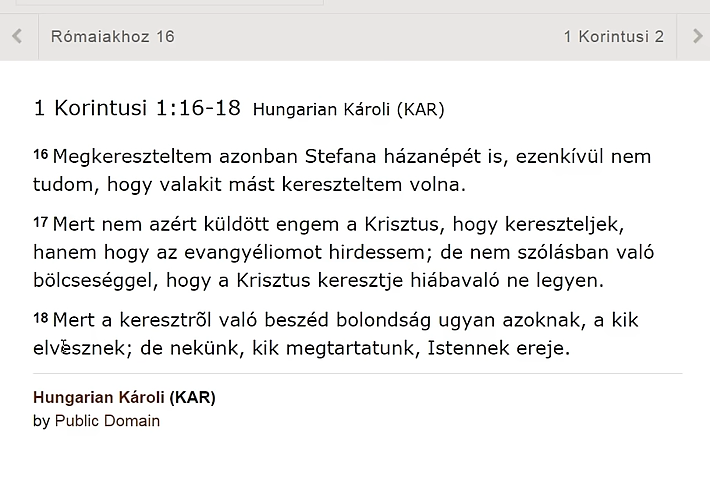 Rómaiakhoz 16
1 Korintusi 2
1 Korintusi 1:16-18 Hungarian Károli (KAR)
16 Megkereszteltem azonban Stefana házanépét is, ezenkívül nem
tudom, hogy valakit mást kereszteltem volna.
17 Mert nem azért küldött engem a Krisztus, hogy kereszteljek,
hanem hogy az evangyéliomot hirdessem; de nem szólásban való
bölcseséggel, hogy a Krisztus keresztje hiábavaló ne legyen.
18 Mert a keresztrõl való beszéd bolondság ugyan azoknak, a kik
elvesznek; de nekünk, kik megtartatunk, Istennek ereje.
Hungarian Károli (KAR)
by Public Domain